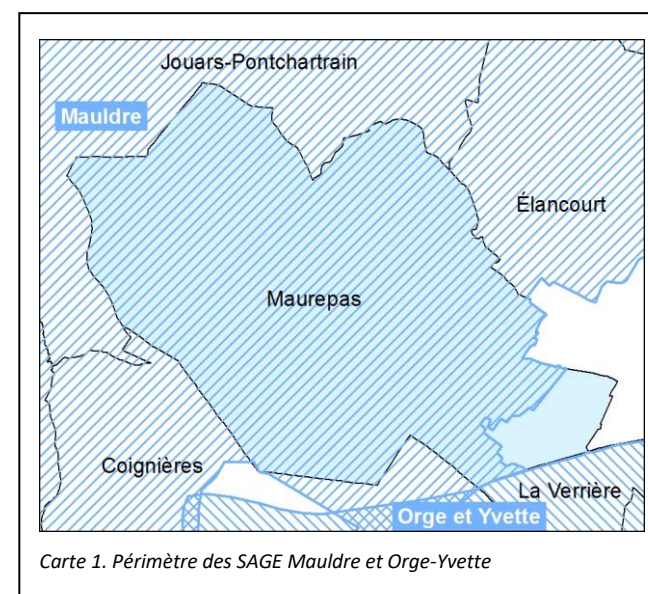 Jouars-Pontchartrain
Mauldre
Élancourt
Maurepas
Coignières
La Verrière
Orge et Yvette
Carte 1. Périmètre des SAGE Mauldre et Orge-Yvette